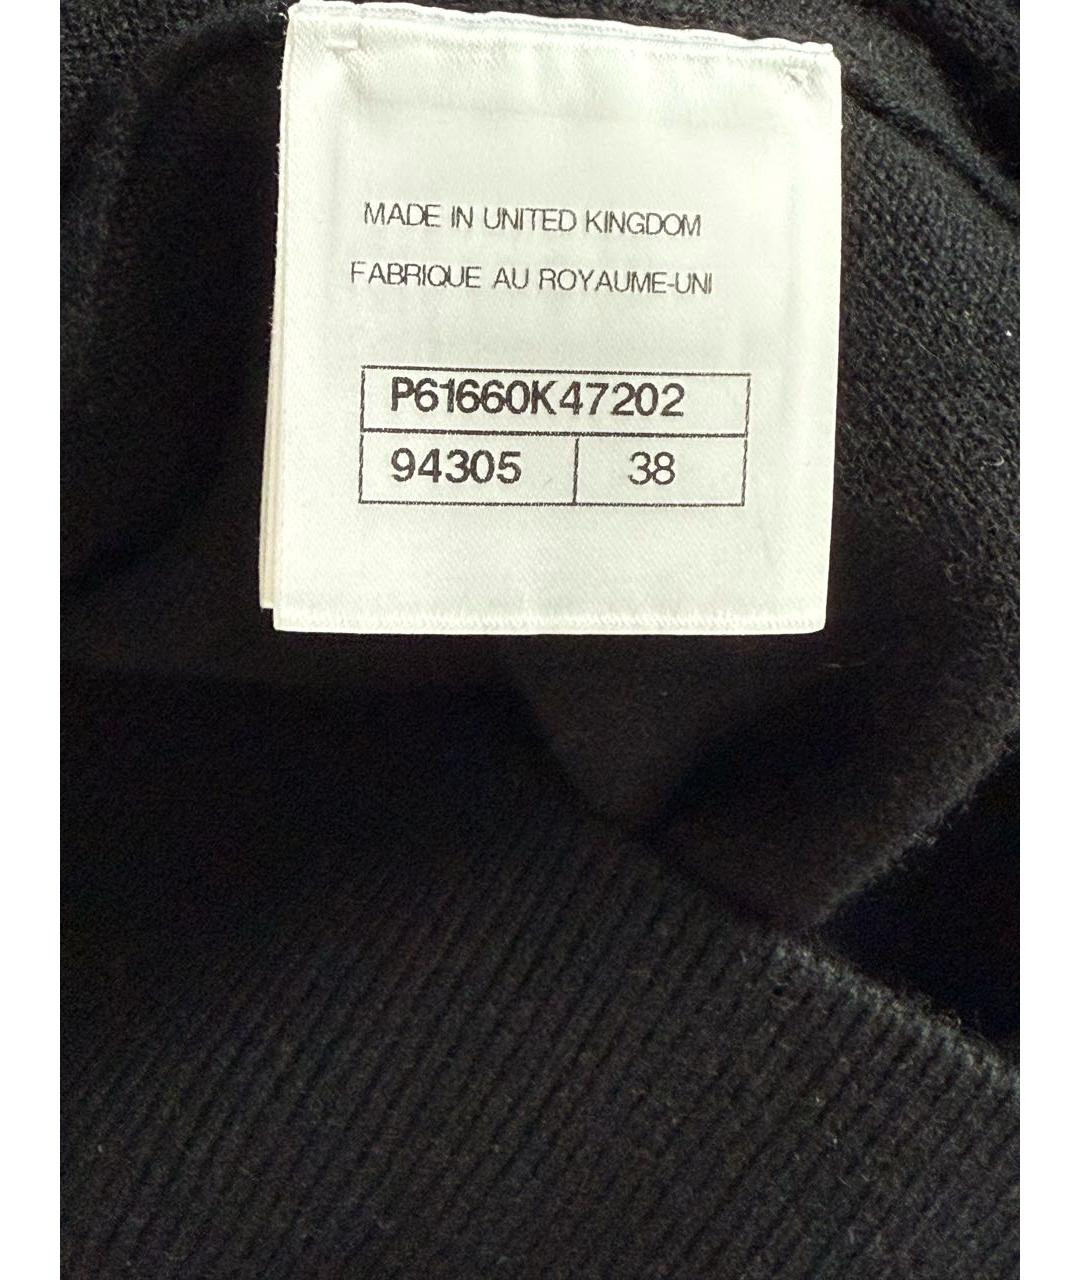 MADE IN UNITED KINGDOM
FABRIQUE AU ROYAUME-UNI
P61660K47202
94305 38